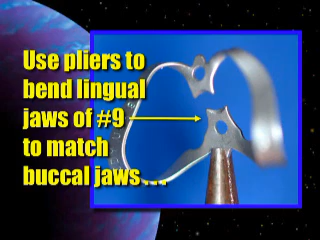 Use pliers to
bend lingual
jaws of #9
to match
buccal jaws . . .